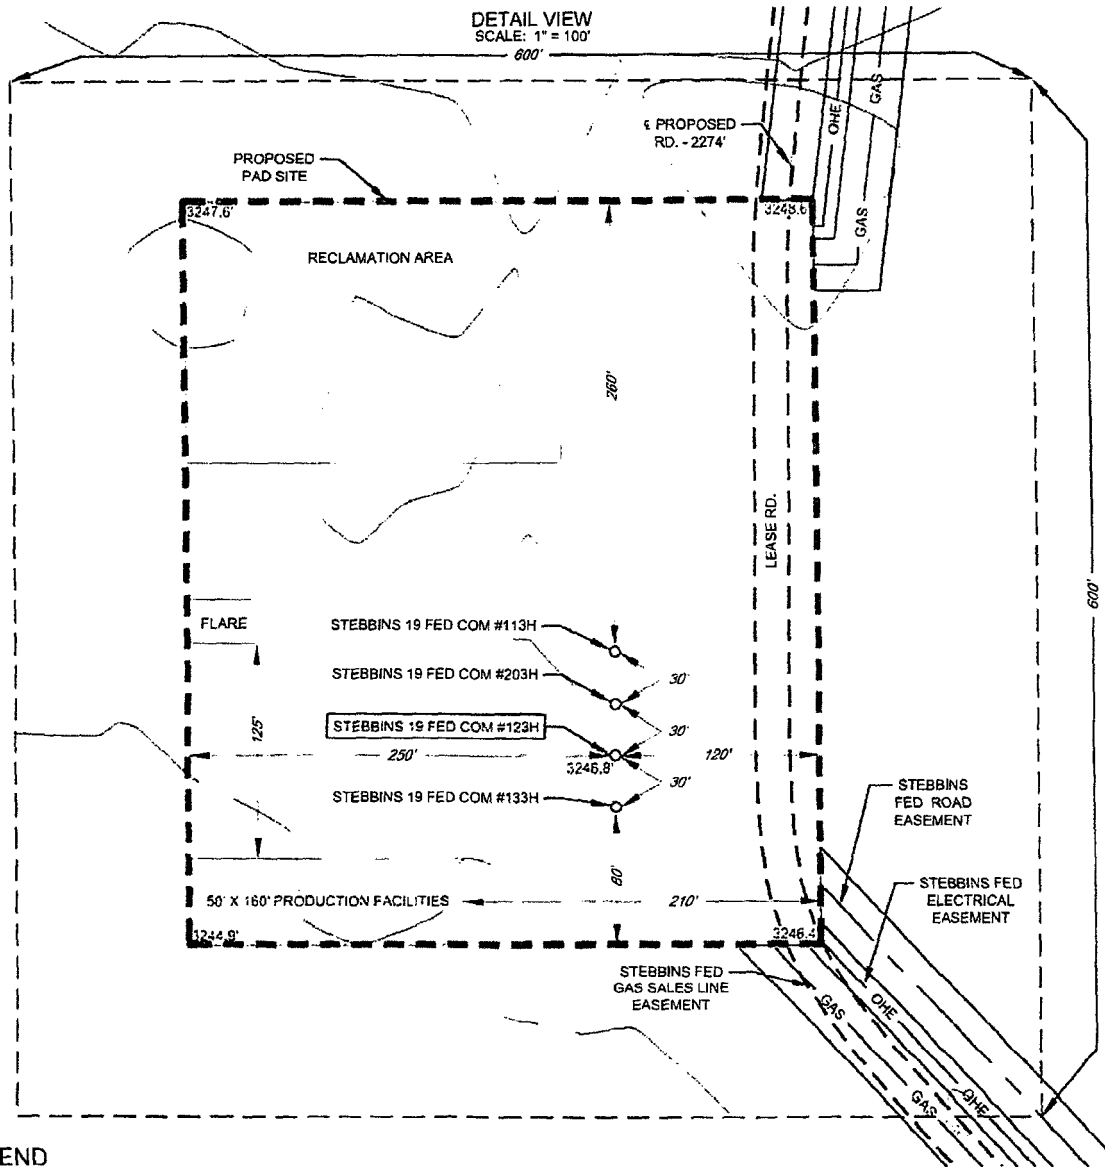 DETAIL VIEW
SCALE: 1" = 100'
600'
GAS
OHE
℄ PROPOSED
RD. - 2274'
PROPOSED
PAD SITE
3247.6'
3248.6'
GAS
RECLAMATION AREA
260'
LEASE RD.
600'
FLARE
STEBBINS 19 FED COM #113H
30'
STEBBINS 19 FED COM #203H
30'
STEBBINS 19 FED COM #123H
125'
250'
3246.8'
120'
30'
STEBBINS 19 FED COM #133H
STEBBINS
FED ROAD
EASEMENT
80'
50' X 160' PRODUCTION FACILITIES
210'
STEBBINS FED
ELECTRICAL
EASEMENT
3244.9'
3246.4'
STEBBINS FED
GAS SALES LINE
EASEMENT
GAS
OHE
GAS
OHE
END